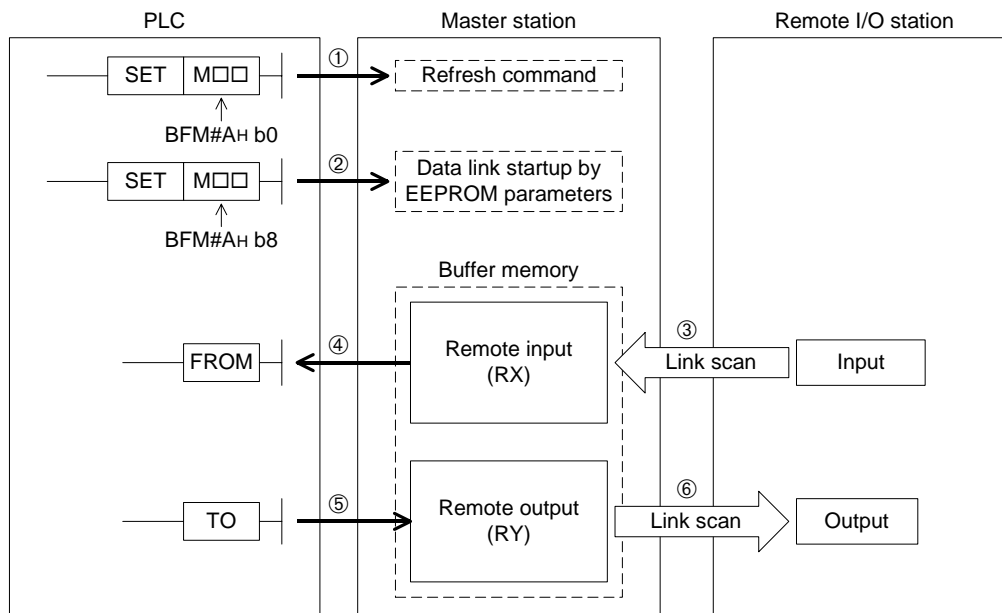 PLC
Master station
Remote I/O station
SET M□□
①
Refresh command
BFM#AH b0
SET M□□
②
Data link startup by
EEPROM parameters
BFM#AH b8
Buffer memory
FROM
④
Remote input
(RX)
③
Link scan
Input
TO
⑤
Remote output
(RY)
⑥
Link scan
Output